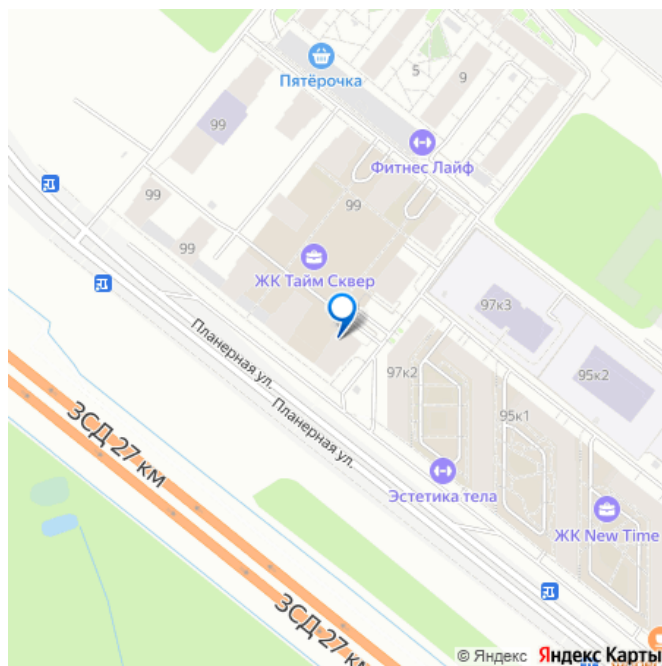 Пятёрочка
5
9
99
Фитнес Лайф
99
99
99
ЖК Тайм Сквер
97к3
Планерная ул.
97к2
95к2
Планерная ул.
95к1
ЗСД 27 км
Эстетика тела
ЖК New Time
ЗСД 27 км
© Яндекс Яндекс Карты